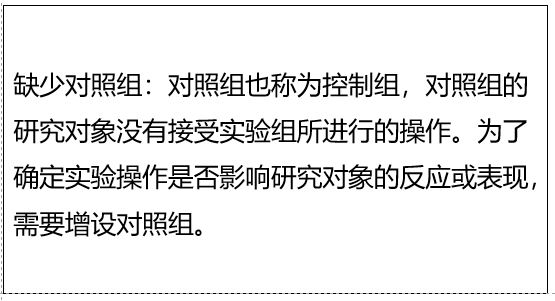 缺少对照组：对照组也称为控制组，对照组的
研究对象没有接受实验组所进行的操作。为了
确定实验操作是否影响研究对象的反应或表现，
需要增设对照组。